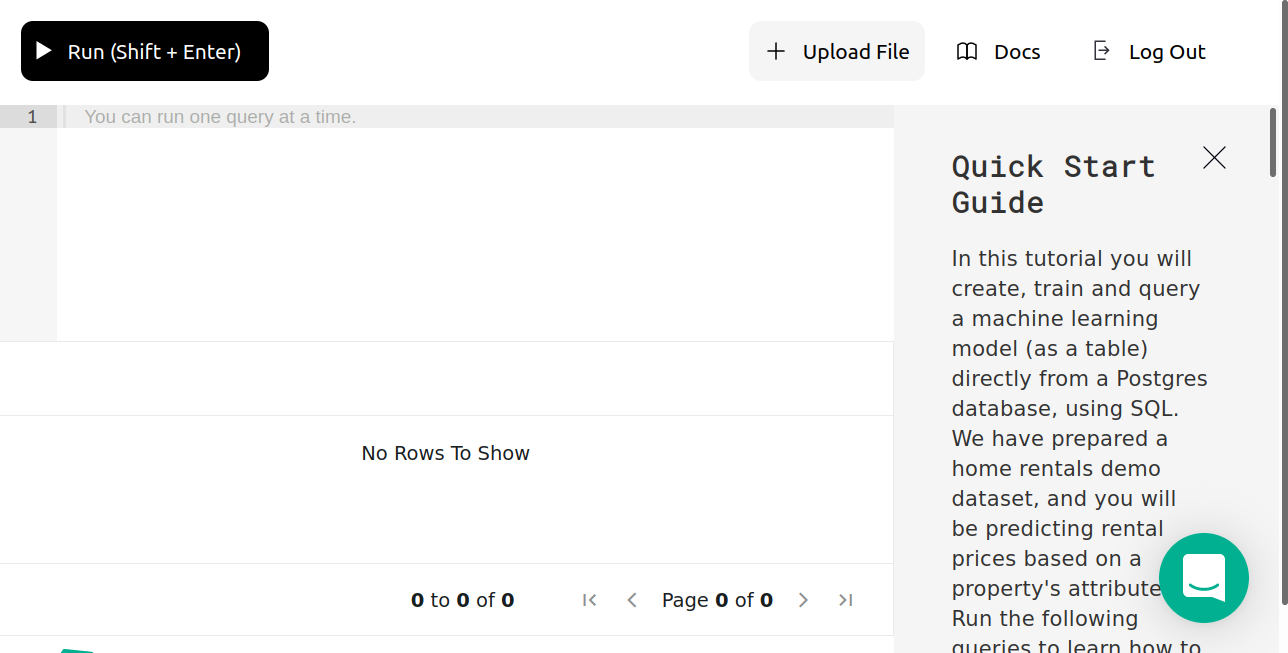 Run (Shift + Enter)
Upload File
Docs
Log Out
1
You can run one query at a time.
No Rows To Show
0 to 0 of 0
Page 0 of 0
Quick Start
Guide
In this tutorial you will
create, train and query
a machine learning
model (as a table)
directly from a Postgres
database, using SQL.
We have prepared a
home rentals demo
dataset, and you will
be predicting rental
prices based on a
property's attribute
Run the following
queries to learn how to